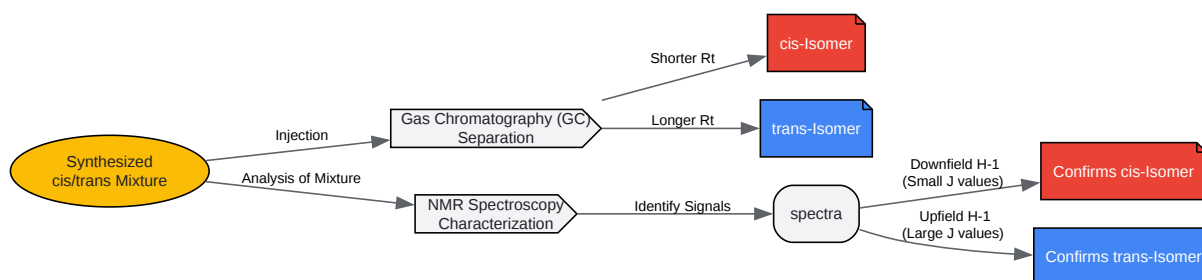 Synthesized
cis/trans Mixture
Injection
Analysis of Mixture
Gas Chromatography (GC)
Separation
NMR Spectroscopy
Characterization
Shorter Rt
Longer Rt
cis-Isomer
trans-Isomer
Identify Signals
spectra
Downfield H-1
(Small J values)
Upfield H-1
(Large J values)
Confirms cis-Isomer
Confirms trans-Isomer